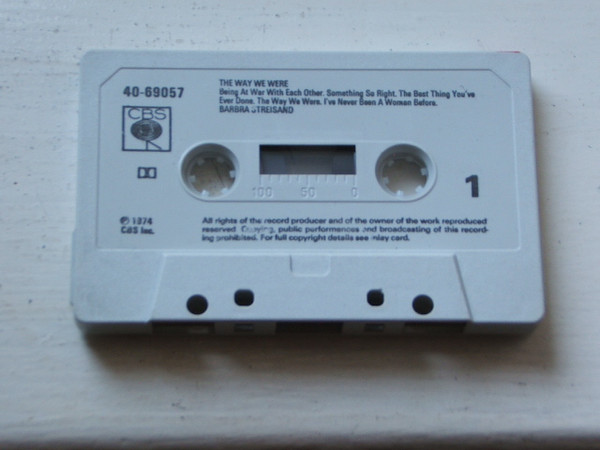 THE WAY WE WERE
40-69057
Being At War With Each Other. Something So Right. The Best Thing You've
Ever Done. The Way We Were. I've Never Been A Woman Before.
BARBRA STREISAND
CBS
100 50 0
1
℗ 1974
CBS Inc.
All rights of the record producer and of the owner of the work reproduced
reserved. Copying, public performances and broadcasting of this record-
ing prohibited. For full copyright details see inlay card.